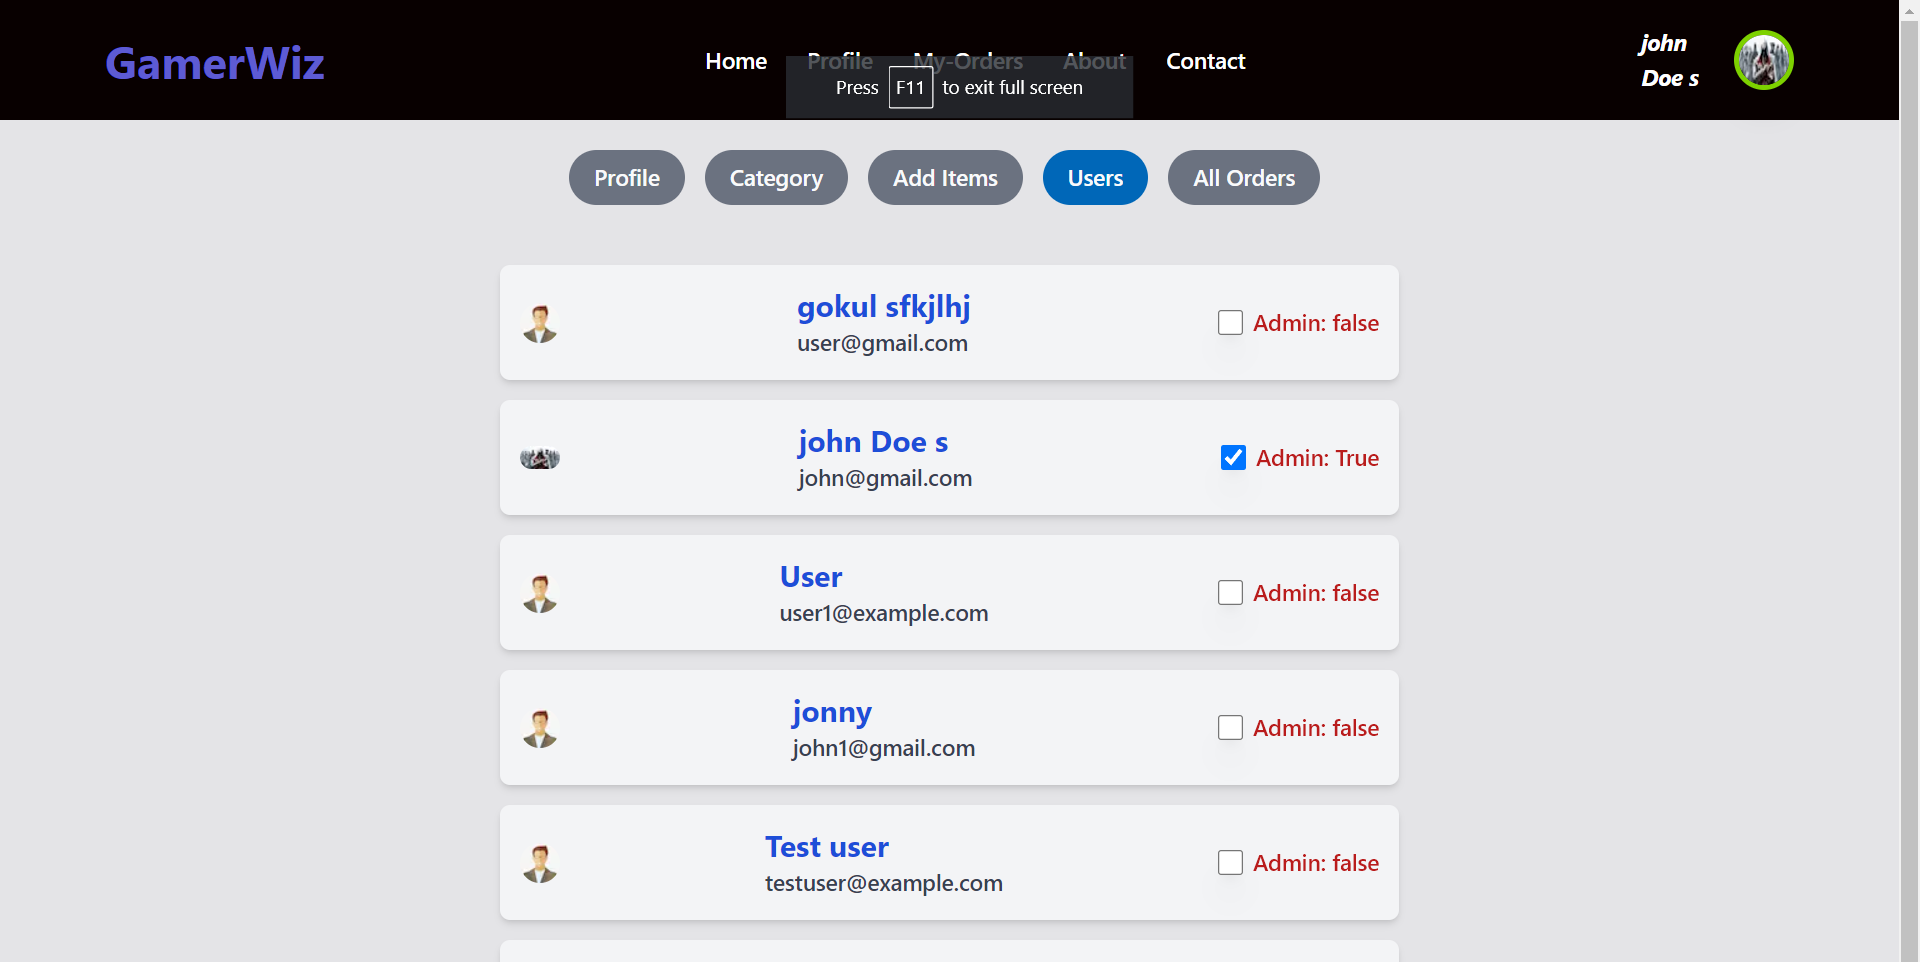 GamerWiz
Home Profile My-Orders About Contact
john
Doe s
Press F11 to exit full screen
Profile Category Add Items Users All Orders
gokul sfkjlhj
user@gmail.com
Admin: false
john Doe s
john@gmail.com
Admin: True
User
user1@example.com
Admin: false
jonny
john1@gmail.com
Admin: false
Test user
testuser@example.com
Admin: false